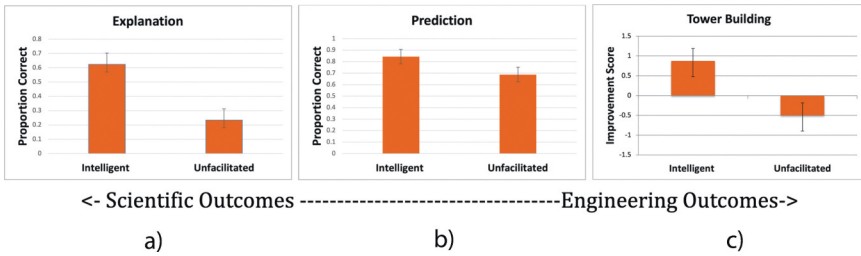 Explanation
Proportion Correct
0.8
0.7
0.6
0.5
0.4
0.3
0.2
0.1
0
Intelligent Unfacilitated
Prediction
Proportion Correct
1
0.9
0.8
0.7
0.6
0.5
0.4
0.3
0.2
0.1
0
Intelligent Unfacilitated
Tower Building
Improvement Score
1.5
1
0.5
0
-0.5
-1
-1.5
Intelligent Unfacilitated
<- Scientific Outcomes -----------------------------Engineering Outcomes->
a) b) c)